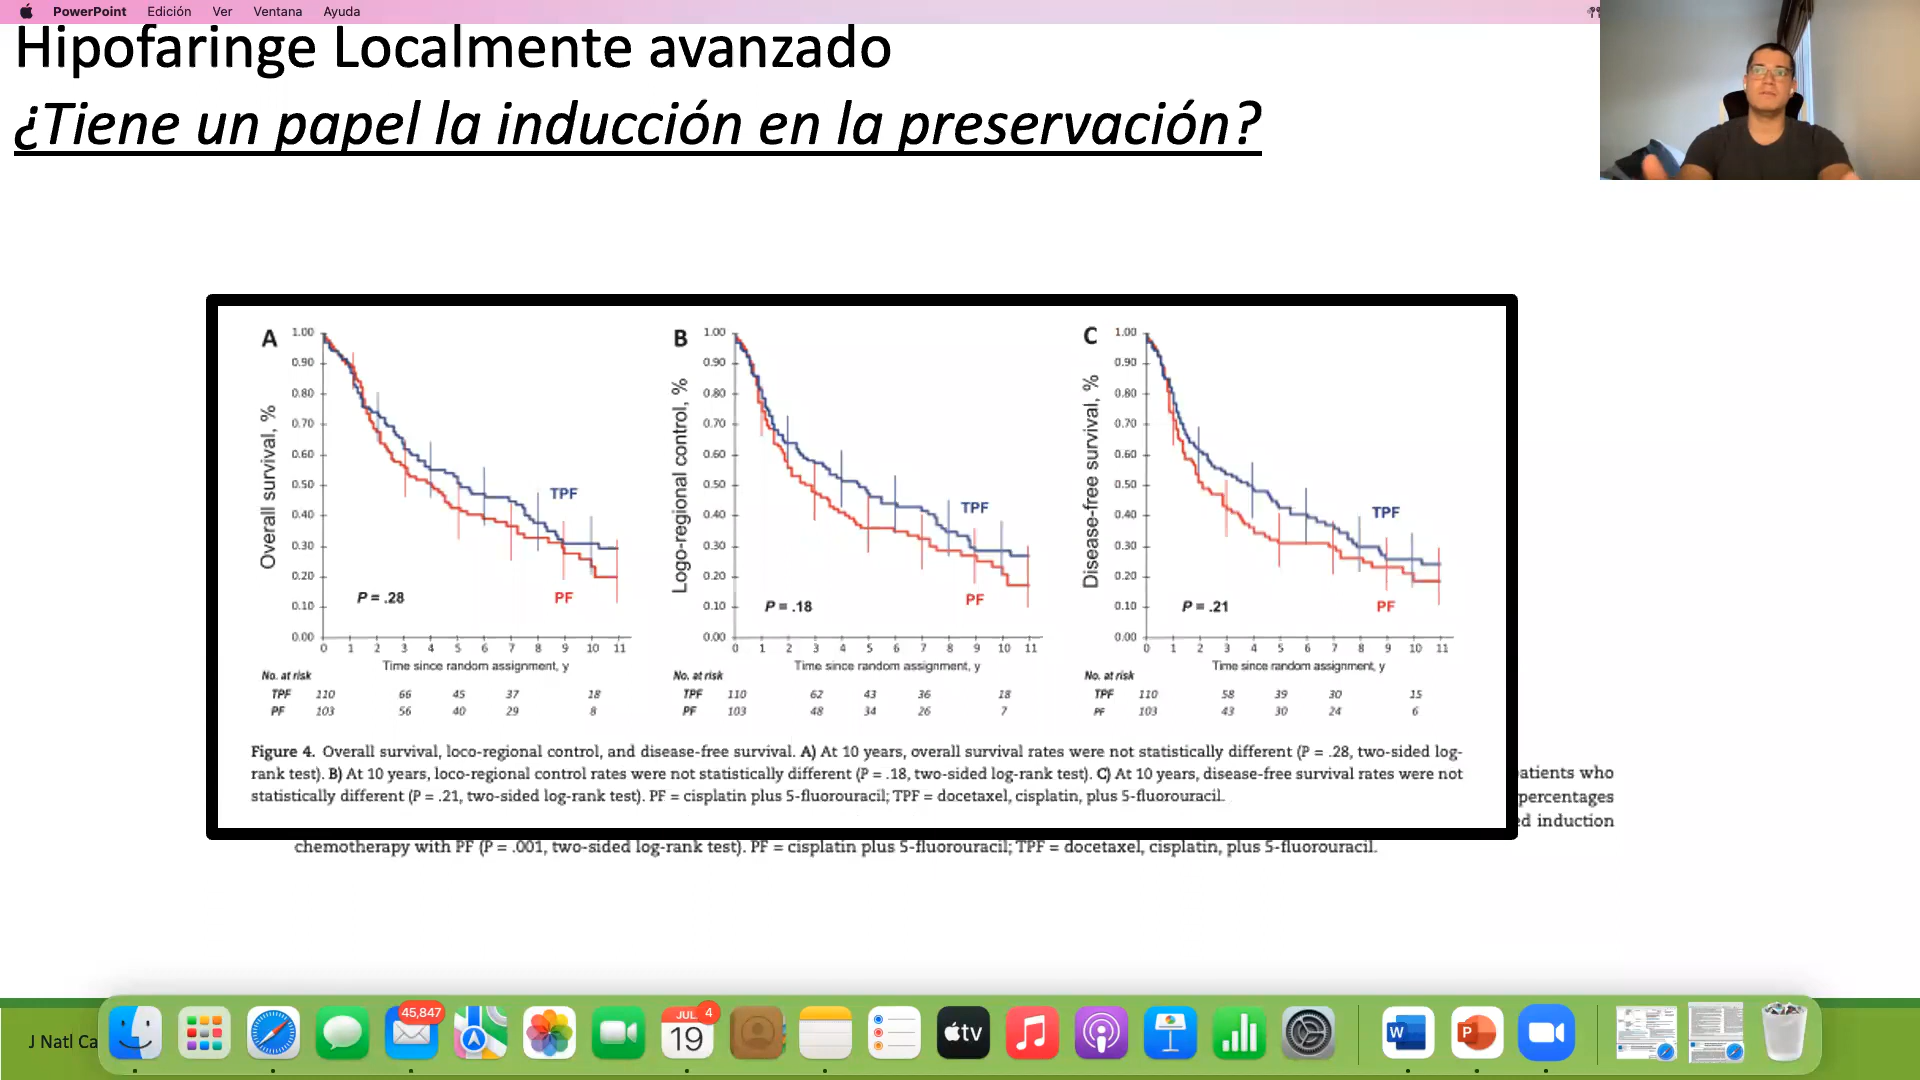 PowerPoint Edición Ver Ventana Ayuda
Hipofaringe Localmente avanzado
¿Tiene un papel la inducción en la preservación?
A
Overall survival, %
1.00
0.90
0.80
0.70
0.60
0.50
0.40
0.30
0.20
0.10
0.00
TPF
PF
P = .28
0 1 2 3 4 5 6 7 8 9 10 11
Time since random assignment, y
No. at risk
TPF 110 66 45 37 18
PF 103 56 40 29 8
B
Logo-regional control, %
1.00
0.90
0.80
0.70
0.60
0.50
0.40
0.30
0.20
0.10
0.00
TPF
PF
P = .18
0 1 2 3 4 5 6 7 8 9 10 11
Time since random assignment, y
No. at risk
TPF 110 62 43 36 18
PF 103 48 34 26 7
C
Disease-free survival, %
1.00
0.90
0.80
0.70
0.60
0.50
0.40
0.30
0.20
0.10
0.00
TPF
PF
P = .21
0 1 2 3 4 5 6 7 8 9 10 11
Time since random assignment, y
No. at risk
TPF 110 58 39 30 15
PF 103 43 30 24 6
Figure 4. Overall survival, loco-regional control, and disease-free survival. A) At 10 years, overall survival rates were not statistically different (P = .28, two-sided log-
rank test). B) At 10 years, loco-regional control rates were not statistically different (P = .18, two-sided log-rank test). C) At 10 years, disease-free survival rates were not
statistically different (P = .21, two-sided log-rank test). PF = cisplatin plus 5-fluorouracil; TPF = docetaxel, cisplatin, plus 5-fluorouracil.
patients who
percentages
ed induction
chemotherapy with PF (P = .001, two-sided log-rank test). PF = cisplatin plus 5-fluorouracil; TPF = docetaxel, cisplatin, plus 5-fluorouracil.
J Natl Ca
45,847
JUL 4
19
tv
W
P